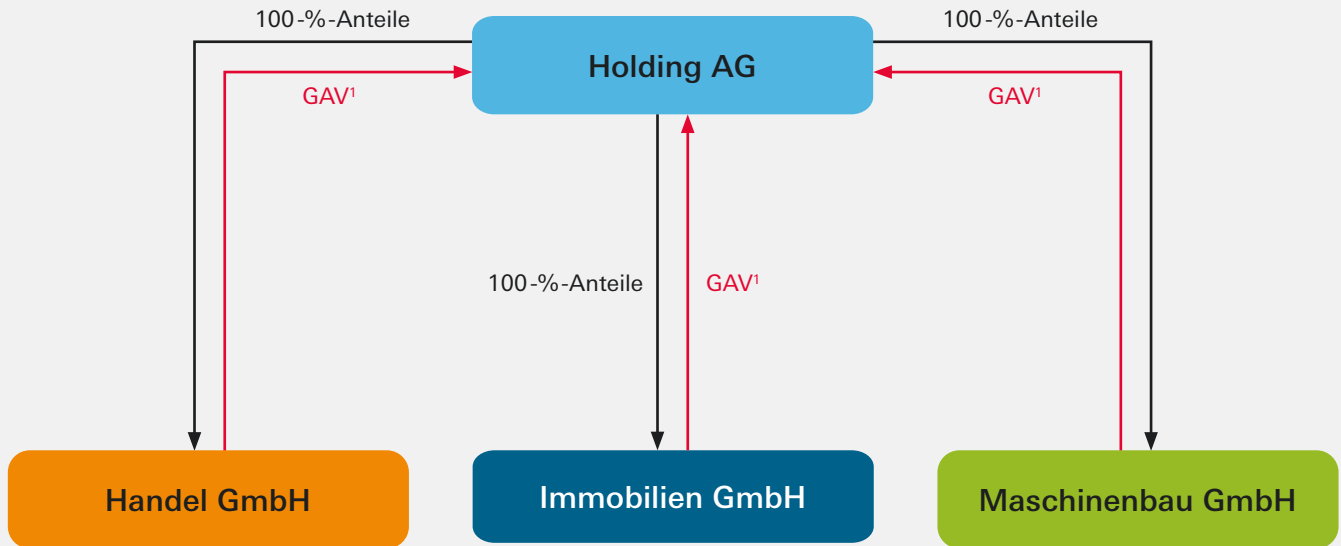 100-%-Anteile
100-%-Anteile
Holding AG
GAV¹
GAV¹
100-%-Anteile
GAV¹
Handel GmbH
Immobilien GmbH
Maschinenbau GmbH